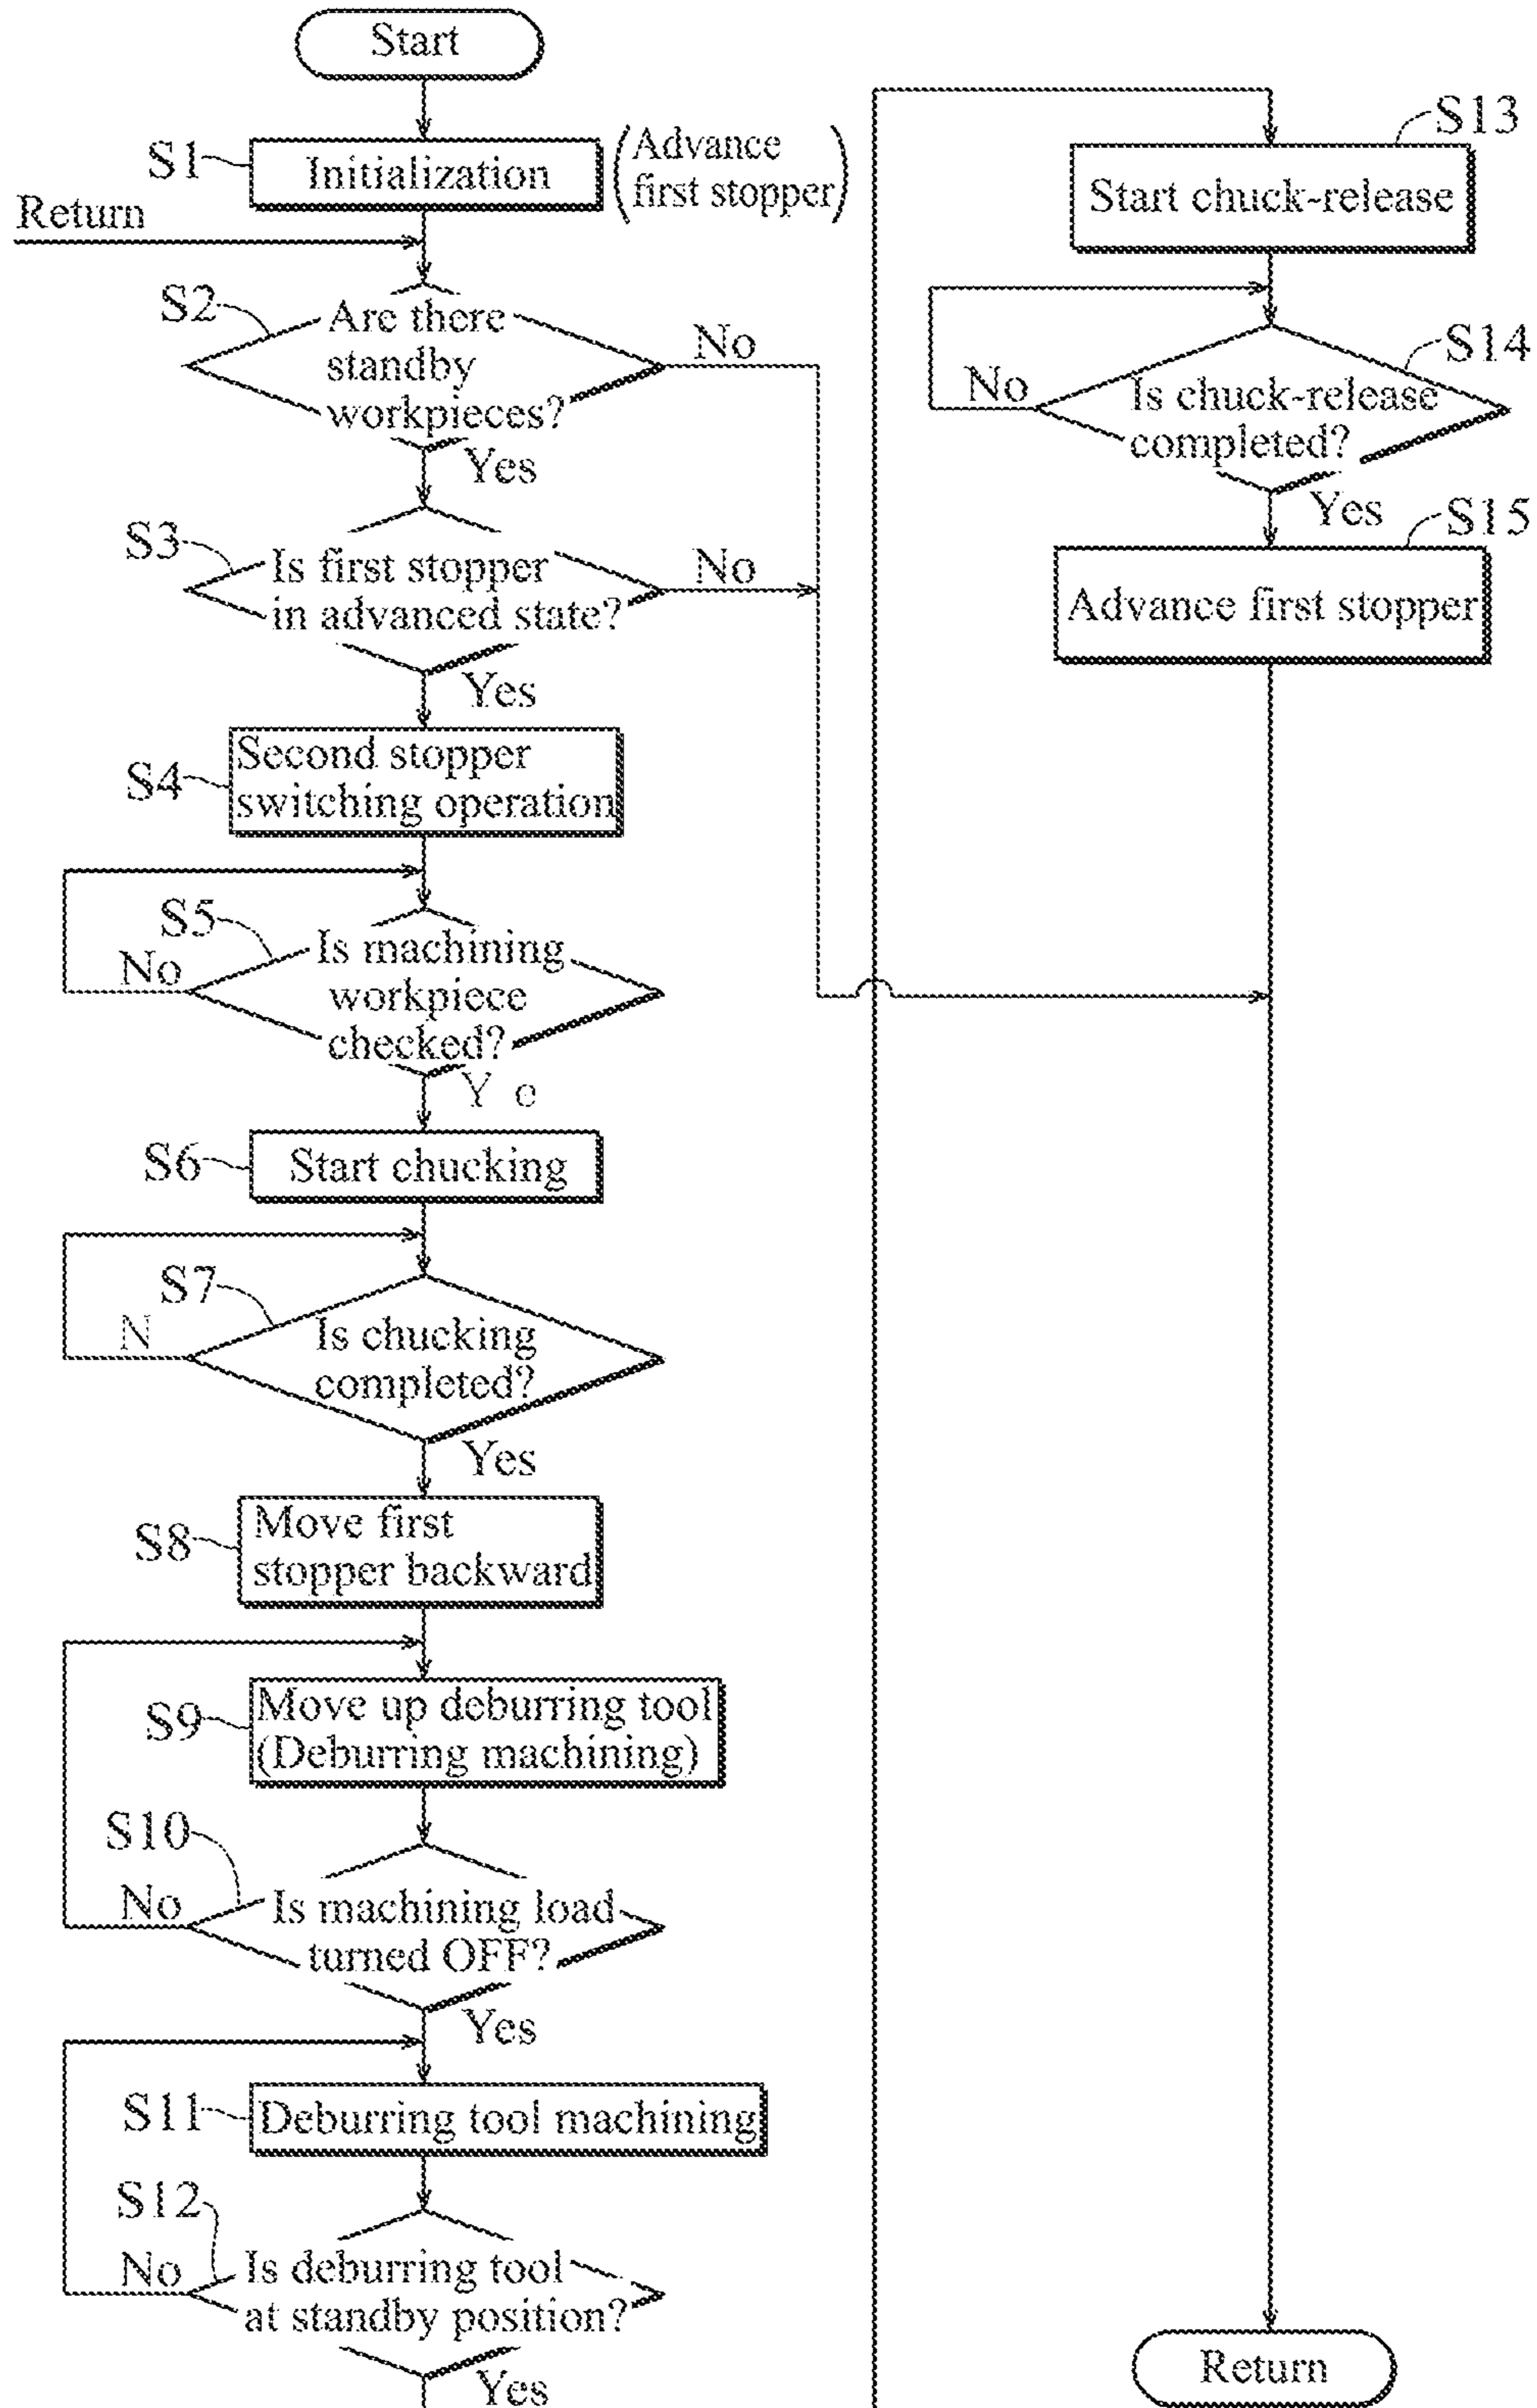 Start
S1
Initialization
(Advance
first stopper)
Return
S2
Are there
standby
workpieces?
No
Yes
S3
Is first stopper
in advanced state?
No
Yes
S4
Second stopper
switching operation
S5
Is machining
workpiece
checked?
No
Y e
S6
Start chucking
S7
Is chucking
completed?
N
Yes
S8
Move first
stopper backward
S9
Move up deburring tool
(Deburring machining)
S10
Is machining load
turned OFF?
No
Yes
S11
Deburring tool machining
S12
Is deburring tool
at standby position?
No
Yes
S13
Start chuck-release
S14
Is chuck-release
completed?
No
Yes
S15
Advance first stopper
Return